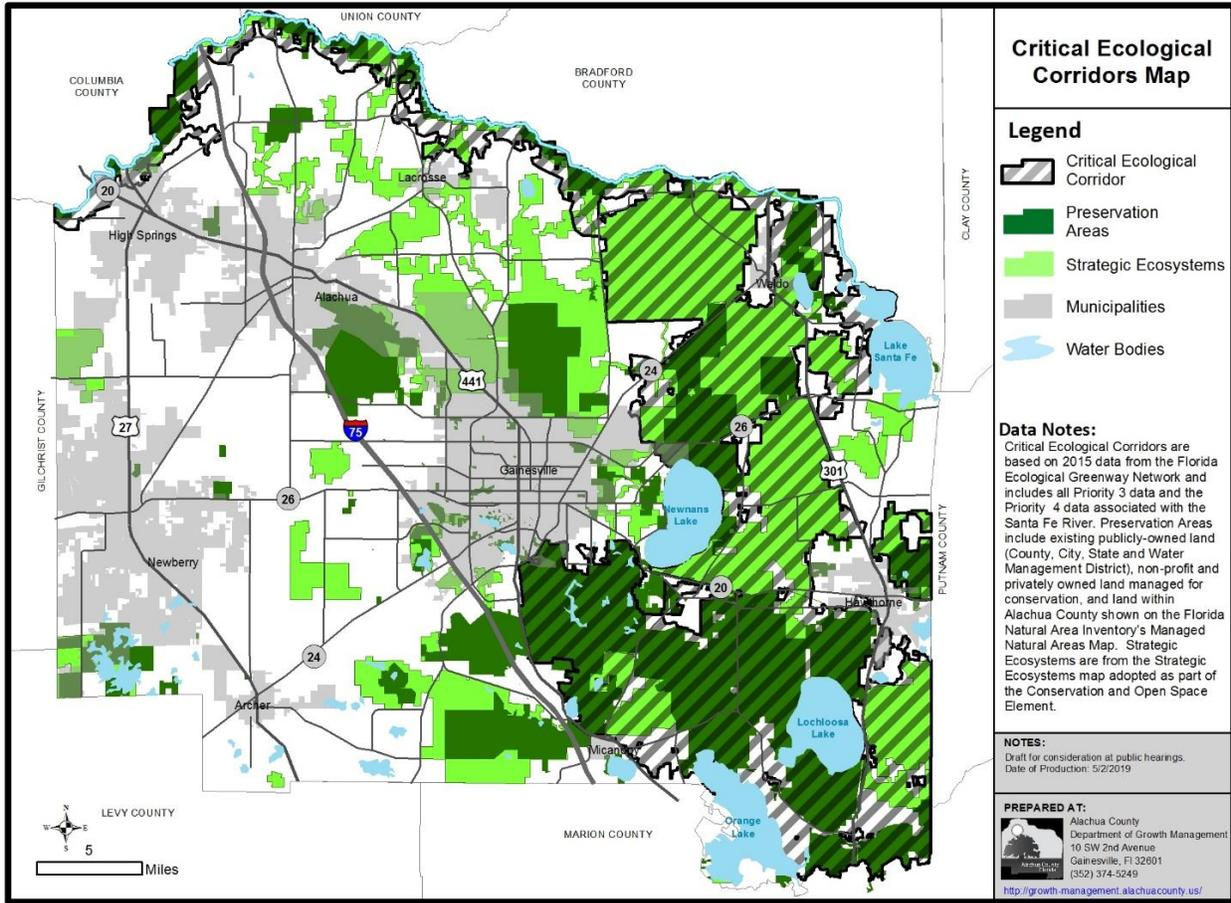 UNION COUNTY
COLUMBIA
COUNTY
BRADFORD
COUNTY
CLAY COUNTY
GILCHRIST COUNTY
PUTNAM COUNTY
LEVY COUNTY
MARION COUNTY
20
High Springs
Lacrosse
Alachua
Waldo
Lake
Santa Fe
24
441
27
75
26
301
Gainesville
26
Newnans
Lake
Newberry
20
Hawthorne
24
Archer
Lochloosa
Lake
Micanopy
Orange
Lake
N
W
E
S
5
Miles
Critical Ecological
Corridors Map
Legend
Critical Ecological
Corridor
Preservation
Areas
Strategic Ecosystems
Municipalities
Water Bodies
Data Notes:
Critical Ecological Corridors are
based on 2015 data from the Florida
Ecological Greenway Network and
includes all Priority 3 data and the
Priority 4 data associated with the
Santa Fe River. Preservation Areas
include existing publicly-owned land
(County, City, State and Water
Management District), non-profit and
privately owned land managed for
conservation, and land within
Alachua County shown on the Florida
Natural Area Inventory's Managed
Natural Areas Map. Strategic
Ecosystems are from the Strategic
Ecosystems map adopted as part of
the Conservation and Open Space
Element.
NOTES:
Draft for consideration at public hearings.
Date of Production: 5/2/2019
PREPARED AT:
Alachua County
Department of Growth Management
10 SW 2nd Avenue
Gainesville, Fl 32601
(352) 374-5249
Alachua County
Florida
http://growth-management.alachuacounty.us/